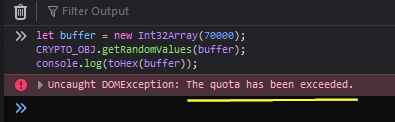 Filter Output
let buffer = new Int32Array(70000);
CRYPTO_OBJ.getRandomValues(buffer);
console.log(toHex(buffer));
Uncaught DOMException: The quota has been exceeded.